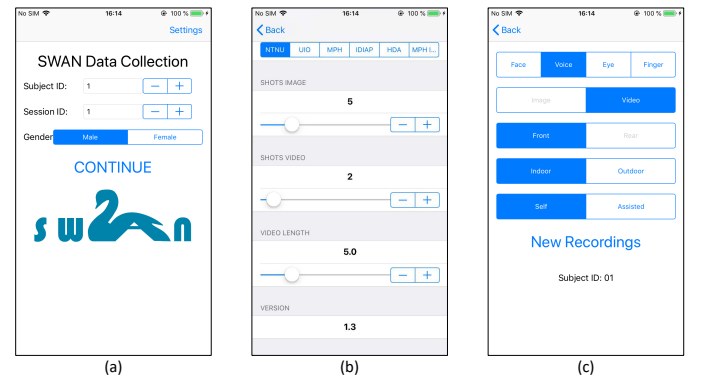 No SIM 16:14 100 %
Settings
SWAN Data Collection
Subject ID: 1
Session ID: 1
Gender Male Female
CONTINUE
swan
(a)
No SIM 16:14 100 %
Back
NTNU UIO MPH IDIAP HDA MPH I...
SHOTS IMAGE
5
SHOTS VIDEO
2
VIDEO LENGTH
5.0
VERSION
1.3
(b)
No SIM 16:14 100 %
Back
Face Voice Eye Finger
Image Video
Front Rear
Indoor Outdoor
Self Assisted
New Recordings
Subject ID: 01
(c)